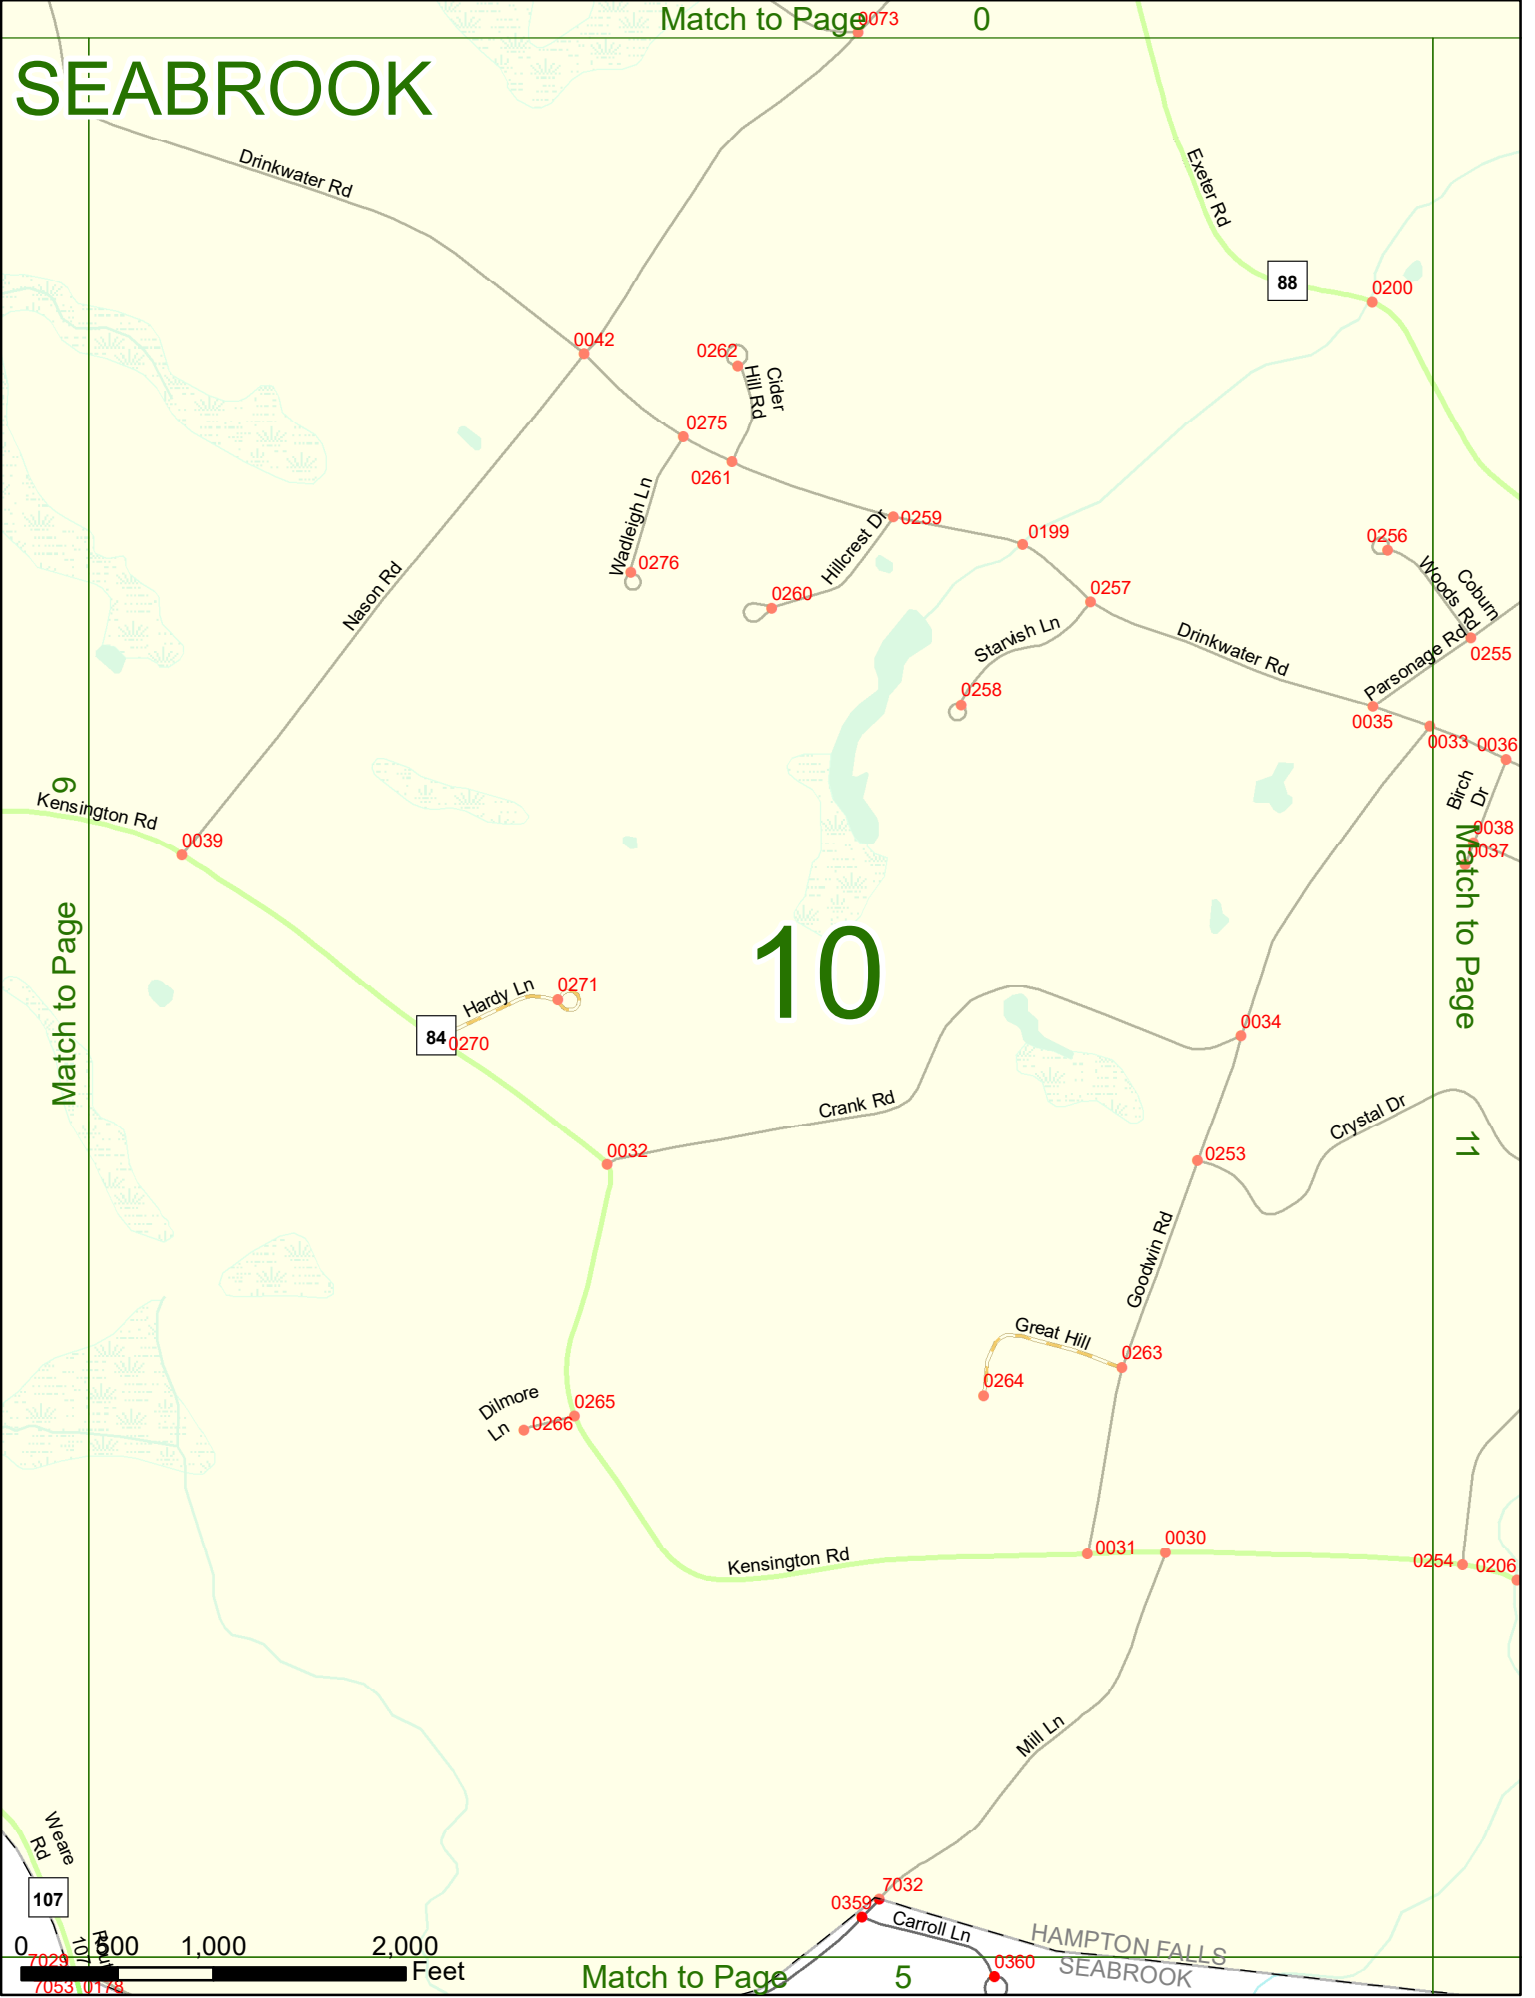 Match to Page 0
0073
SEABROOK
Drinkwater Rd
Exeter Rd
88
0200
0042
0262
Cider
Hill Rd
0275
0261
Wadleigh Ln
0276
Hillcrest Dr
0259
0260
0199
0257
0256
Coburn
Woods Rd
Nason Rd
Starvish Ln
Drinkwater Rd
Parsonage Rd
0255
0258
0035
0033
0036
Birch
Dr
0038
0037
Match to Page 9
Kensington Rd
0039
10
Match to Page 11
Hardy Ln
0271
84
0270
0034
Crank Rd
Crystal Dr
0032
0253
Goodwin Rd
Great Hill
0263
0264
Dilmore
Ln
0265
0266
Kensington Rd
0031
0030
0254
0206
Mill Ln
Weare
Rd
107
7032
0359
Carroll Ln
HAMPTON FALLS
SEABROOK
0360
0 500 1,000 2,000
Feet
7029
107
7053
0178
Match to Page 5